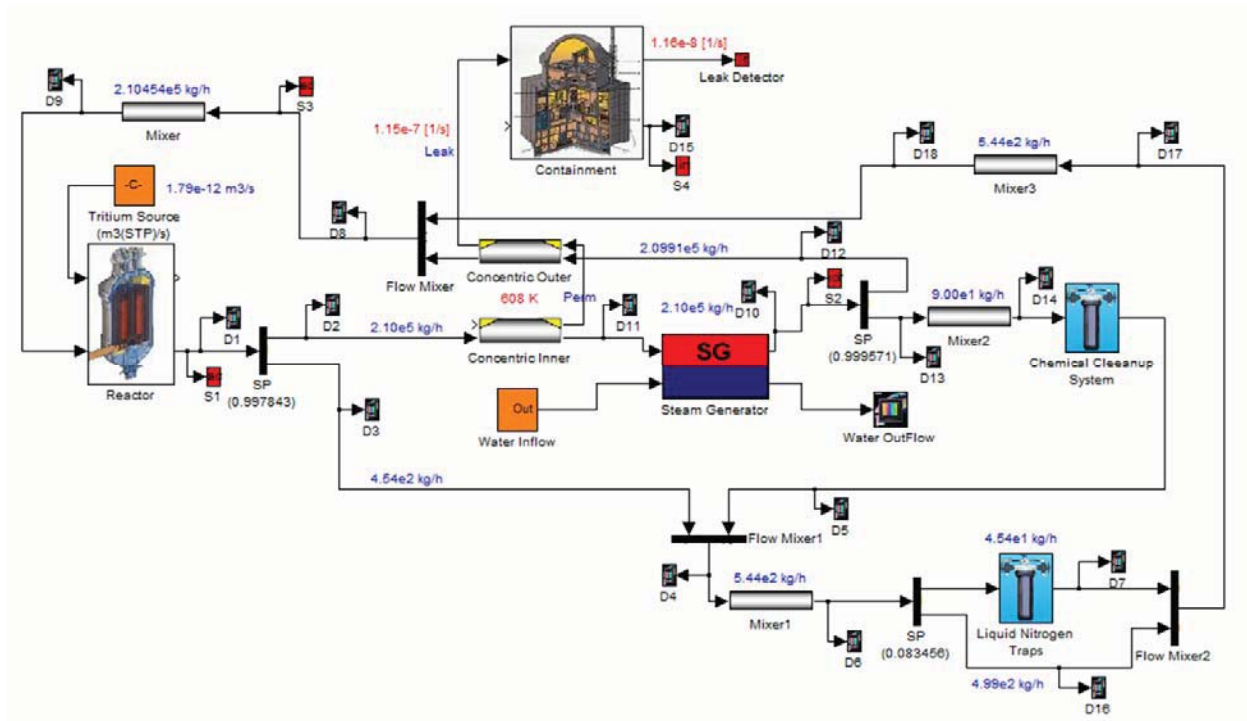 1.16e-8 [1/s]
Leak Detector
D9
2.10454e5 kg/h
S3
Mixer
1.15e-7 [1/s]
Leak
D15
Containment
S4
D18
5.44e2 kg/h
D17
Mixer3
-C-
1.79e-12 m3/s
Tritium Source
(m3(STP)/s)
D8
Flow Mixer
Concentric Outer
2.0991e5 kg/h
D12
608 K
Perm
D2
D1
2.10e5 kg/h
Concentric Inner
D11
D10
2.10e5 kg/h
S2
9.00e1 kg/h
D14
SP
(0.999571)
Mixer2
D13
Chemical Cleeanup
System
Reactor
S1
SP
(0.997843)
D3
SG
Steam Generator
Out
Water Inflow
Water OutFlow
4.54e2 kg/h
D5
Flow Mixer1
D4
5.44e2 kg/h
Mixer1
D6
SP
(0.083456)
4.54e1 kg/h
D7
Liquid Nitrogen
Traps
Flow Mixer2
4.99e2 kg/h
D16